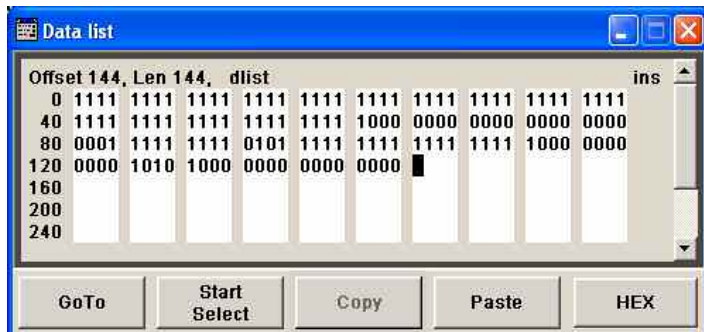 Data list
Offset 144, Len 144, dlist ins
0 1111 1111 1111 1111 1111 1111 1111 1111 1111 1111
40 1111 1111 1111 1111 1111 1000 0000 0000 0000 0000
80 0001 1111 1111 0101 1111 1111 1111 1111 1000 0000
120 0000 1010 1000 0000 0000 0000
160
200
240
GoTo
Start Select
Copy
Paste
HEX